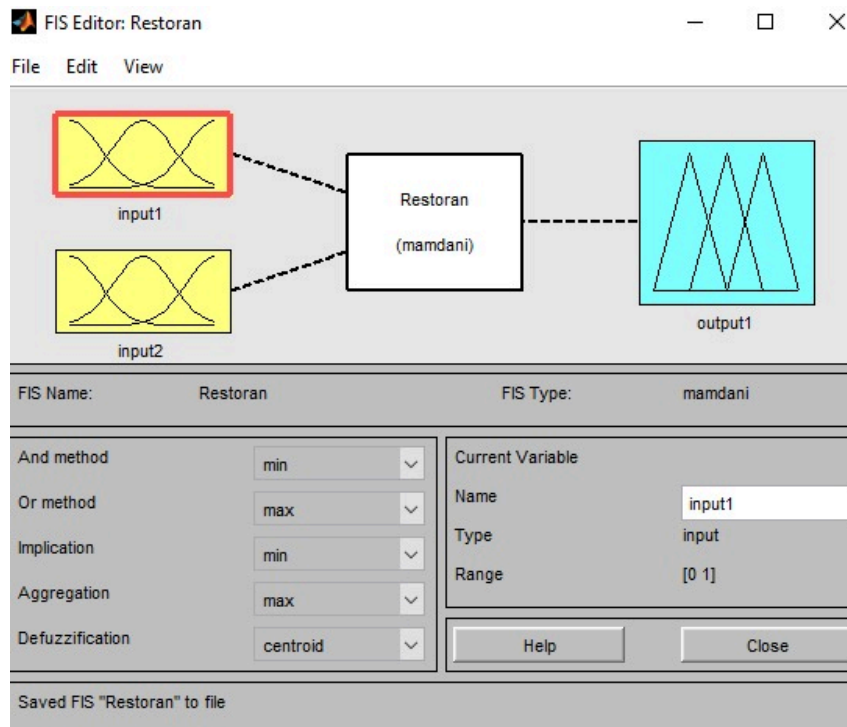 FIS Editor: Restoran
File Edit View
input1
input2
Restoran
(mamdani)
output1
FIS Name: Restoran FIS Type: mamdani
And method min
Or method max
Implication min
Aggregation max
Defuzzification centroid
Current Variable
Name input1
Type input
Range [0 1]
Help Close
Saved FIS "Restoran" to file